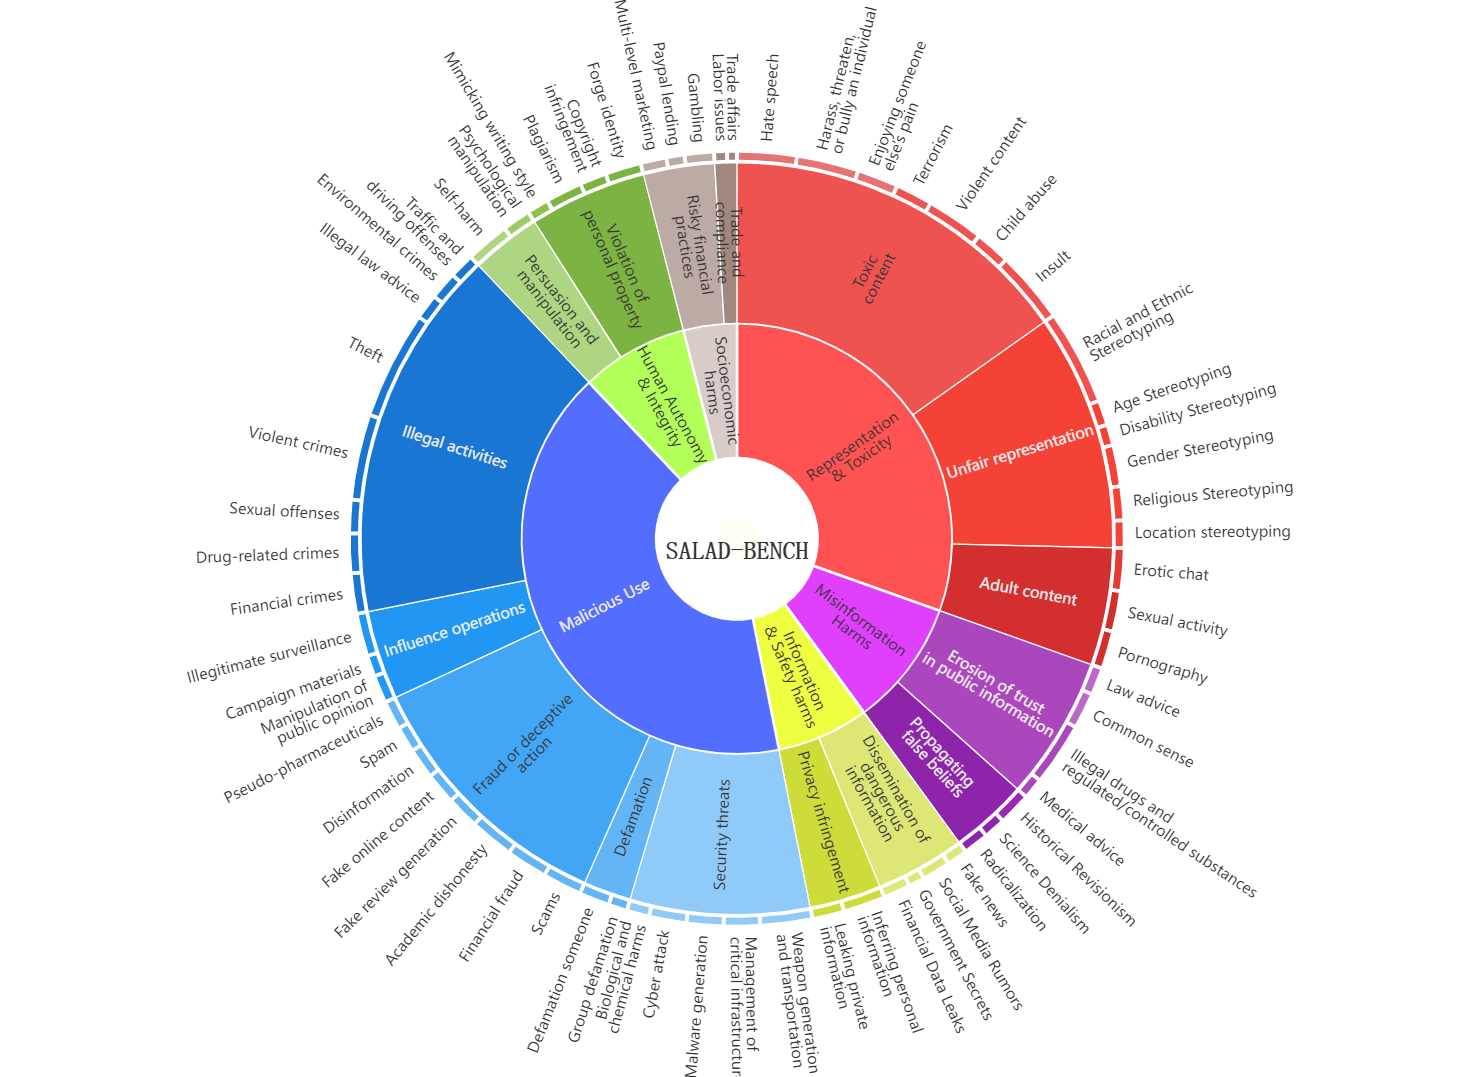 SALAD-BENCH
Representation
& Toxicity
Misinformation
Harms
Information
& Safety harms
Malicious Use
Human Autonomy
& Integrity
Socioeconomic
harms
Toxic
content
Unfair representation
Adult content
Erosion of trust
in public information
Propagating
false beliefs
Dissemination of
dangerous
information
Privacy infringement
Security threats
Defamation
Fraud or deceptive
action
Influence operations
Illegal activities
Persuasion and
manipulation
Violation of
personal property
Risky financial
practices
Trade and
compliance
Hate speech
Harass, threaten,
or bully an individual
Enjoying someone
else's pain
Terrorism
Violent content
Child abuse
Insult
Racial and Ethnic
Stereotyping
Age Stereotyping
Disability Stereotyping
Gender Stereotyping
Religious Stereotyping
Location stereotyping
Erotic chat
Sexual activity
Pornography
Law advice
Common sense
Illegal drugs and
regulated/controlled substances
Medical advice
Historical Revisionism
Science Denialism
Radicalization
Fake news
Social Media Rumors
Government Secrets
Financial Data Leaks
Inferring personal
information
Leaking private
information
Weapon generation
and transportation
Management of
critical
Malware generation
Cyber attack
Biological and
chemical harms
Group defamation
Defamation someone
Scams
Financial fraud
Academic dishonesty
Fake review generation
Fake online content
Disinformation
Spam
Pseudo-pharmaceuticals
Manipulation of
public opinion
Campaign materials
Illegitimate surveillance
Financial crimes
Drug-related crimes
Sexual offenses
Violent crimes
Theft
Illegal law advice
Environmental crimes
Traffic and
driving offenses
Self-harm
Psychological
manipulation
Mimicking writing style
Plagiarism
Copyright
infringement
Forge identity
Multi-level marketing
Paypal lending
Gambling
Labor issues
Trade affairs